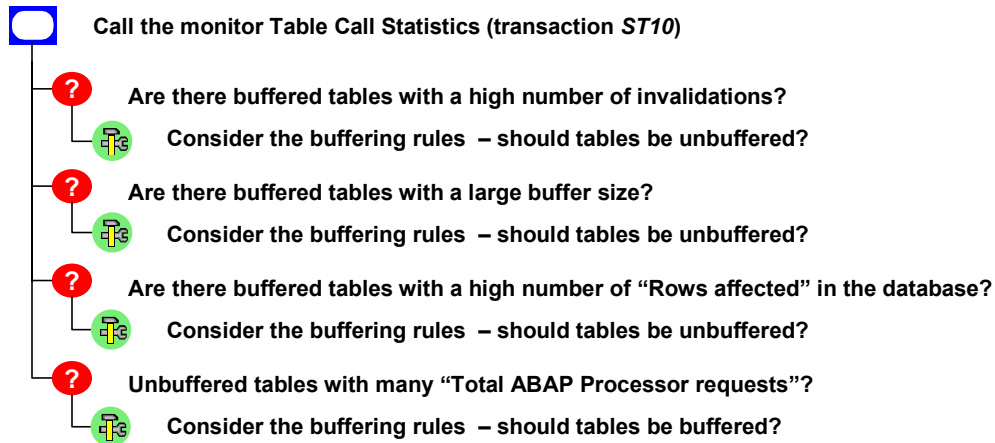 Call the monitor Table Call Statistics (transaction ST10)
? Are there buffered tables with a high number of invalidations?
Consider the buffering rules – should tables be unbuffered?
? Are there buffered tables with a large buffer size?
Consider the buffering rules – should tables be unbuffered?
? Are there buffered tables with a high number of “Rows affected” in the database?
Consider the buffering rules – should tables be unbuffered?
? Unbuffered tables with many “Total ABAP Processor requests”?
Consider the buffering rules – should tables be buffered?